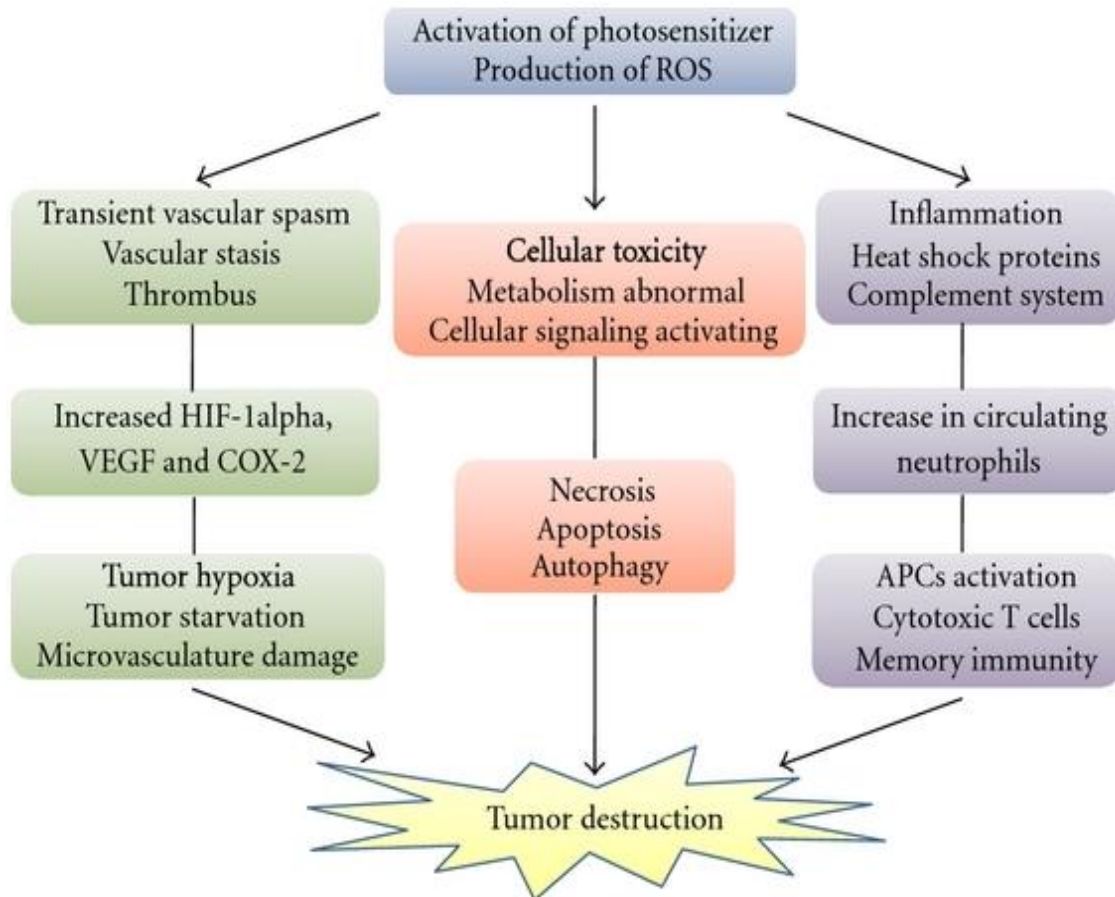 Activation of photosensitizer
Production of ROS
Transient vascular spasm
Vascular stasis
Thrombus
Increased HIF-1alpha,
VEGF and COX-2
Tumor hypoxia
Tumor starvation
Microvasculature damage
Cellular toxicity
Metabolism abnormal
Cellular signaling activating
Necrosis
Apoptosis
Autophagy
Inflammation
Heat shock proteins
Complement system
Increase in circulating
neutrophils
APCs activation
Cytotoxic T cells
Memory immunity
Tumor destruction